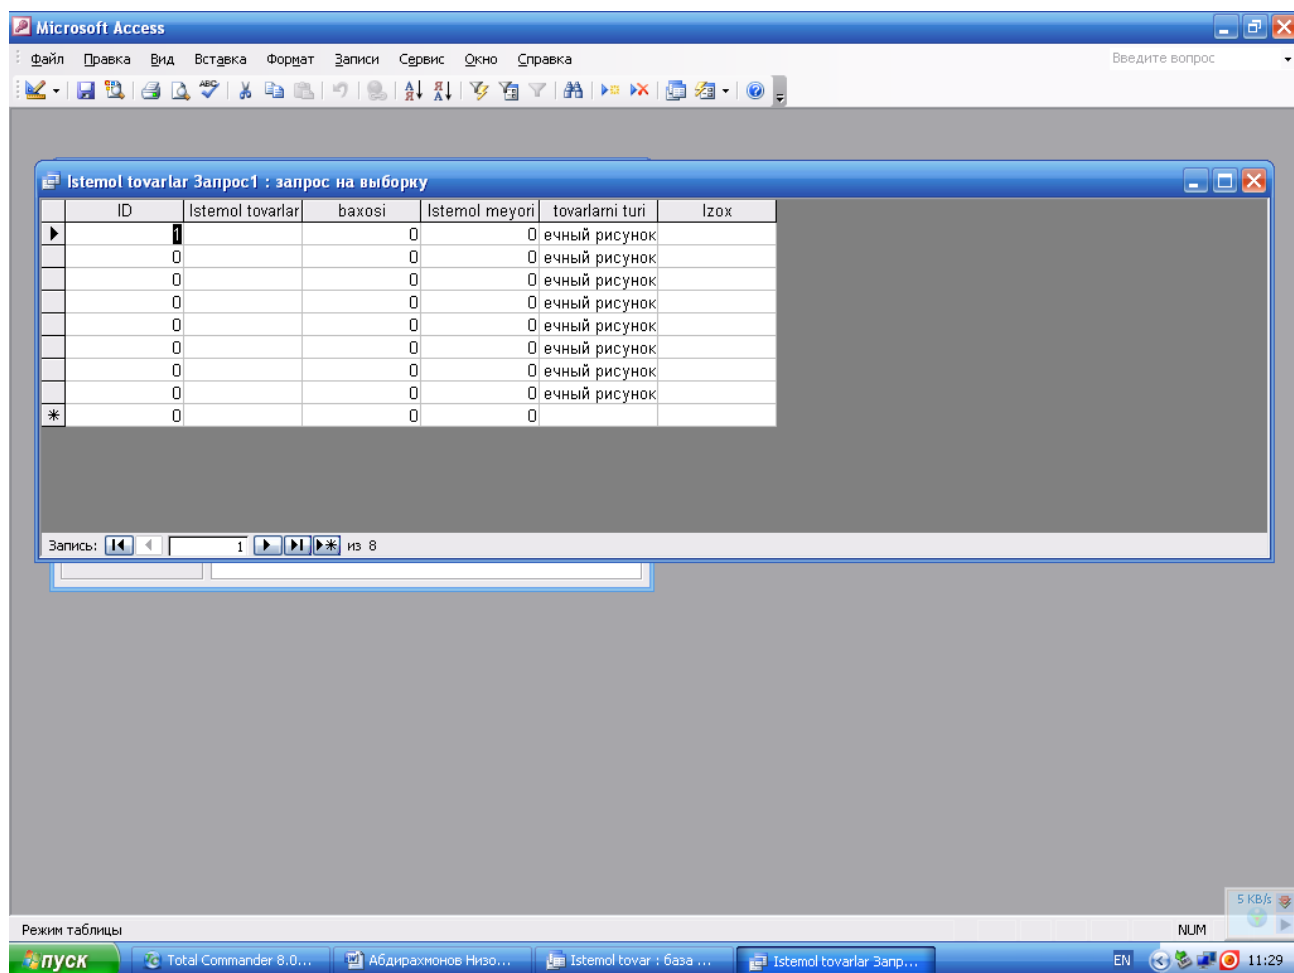 Microsoft Access
Файл Правка Вид Вставка Формат Записи Сервис Окно Справка Введите вопрос
Istemol tovarlar Запрос1 : запрос на выборку
ID Istemol tovarlar baxosi Istemol meyori tovarlarni turi Izox
1 0 0 ечный рисунок
0 0 0 ечный рисунок
0 0 0 ечный рисунок
0 0 0 ечный рисунок
0 0 0 ечный рисунок
0 0 0 ечный рисунок
0 0 0 ечный рисунок
0 0 0 ечный рисунок
0 0 0
Запись: 1 из 8
5 KB/s
Режим таблицы NUM
пуск Total Commander 8.0... Абдирахмонов Низо... Istemol tovar : база ... Istemol tovarlar Запр... EN 11:29